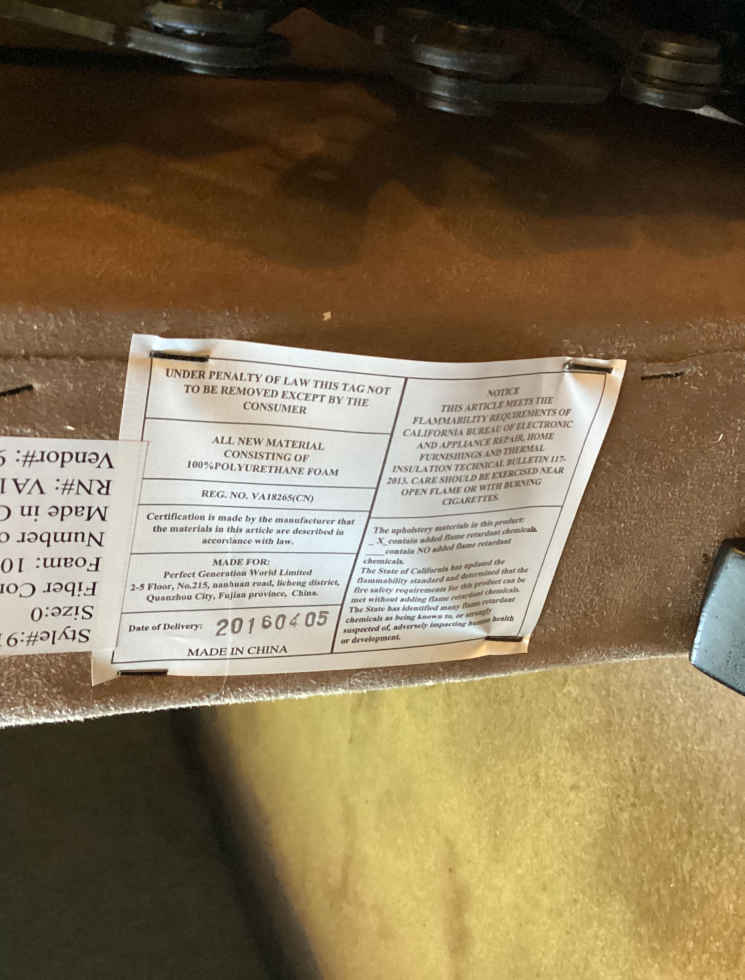 UNDER PENALTY OF LAW THIS TAG NOT
TO BE REMOVED EXCEPT BY THE
CONSUMER
ALL NEW MATERIAL
CONSISTING OF
100%POLYURETHANE FOAM
REG. NO. VA18265(CN)
Certification is made by the manufacturer that
the materials in this article are described in
accordance with law.
MADE FOR:
Perfect Generation World Limited
2-5 Floor, No.215, nanhuan road, licheng district,
Quanzhou City, Fujian province, China.
Date of Delivery: 20160405
MADE IN CHINA
NOTICE
THIS ARTICLE MEETS THE
FLAMMABILITY REQUIREMENTS OF
CALIFORNIA BUREAU OF ELECTRONIC
AND APPLIANCE REPAIR, HOME
FURNISHINGS AND THERMAL
INSULATION TECHNICAL BULLETIN 117-
2013. CARE SHOULD BE EXERCISED NEAR
OPEN FLAME OR WITH BURNING
CIGARETTES.
The upholstery materials in this product:
_X_contain added flame retardant chemicals.
____contain NO added flame retardant
chemicals.
The State of California has updated the
flammability standard and determined that the
fire safety requirements for this product can be
met without adding flame retardant chemicals.
The State has identified many flame retardant
chemicals as being known to, or strongly
suspected of, adversely impacting human health
or development.
Style#:9
Size:0
Fiber Con
Foam: 10
Number o
Made in C
RN#: VA1
Vendor#: 9